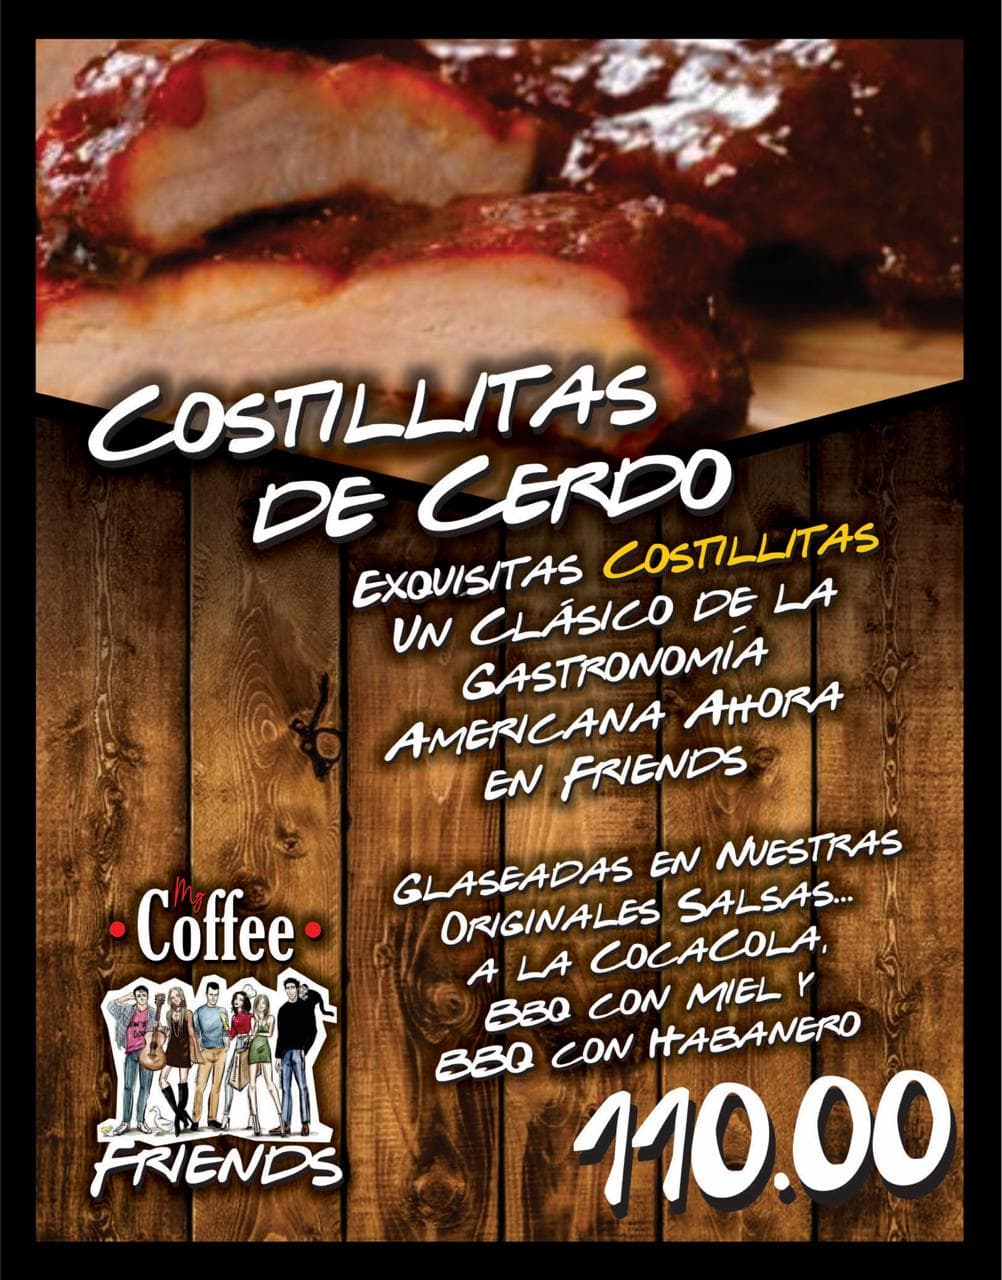 Costillitas
de Cerdo
Exquisitas Costillitas
Un Clásico de la
Gastronomía
Americana Ahora
en Friends
Glaseadas en Nuestras
Originales Salsas...
a la CocaCola,
BBQ con miel y
BBQ con Habanero
110.00
My
Coffee
Friends